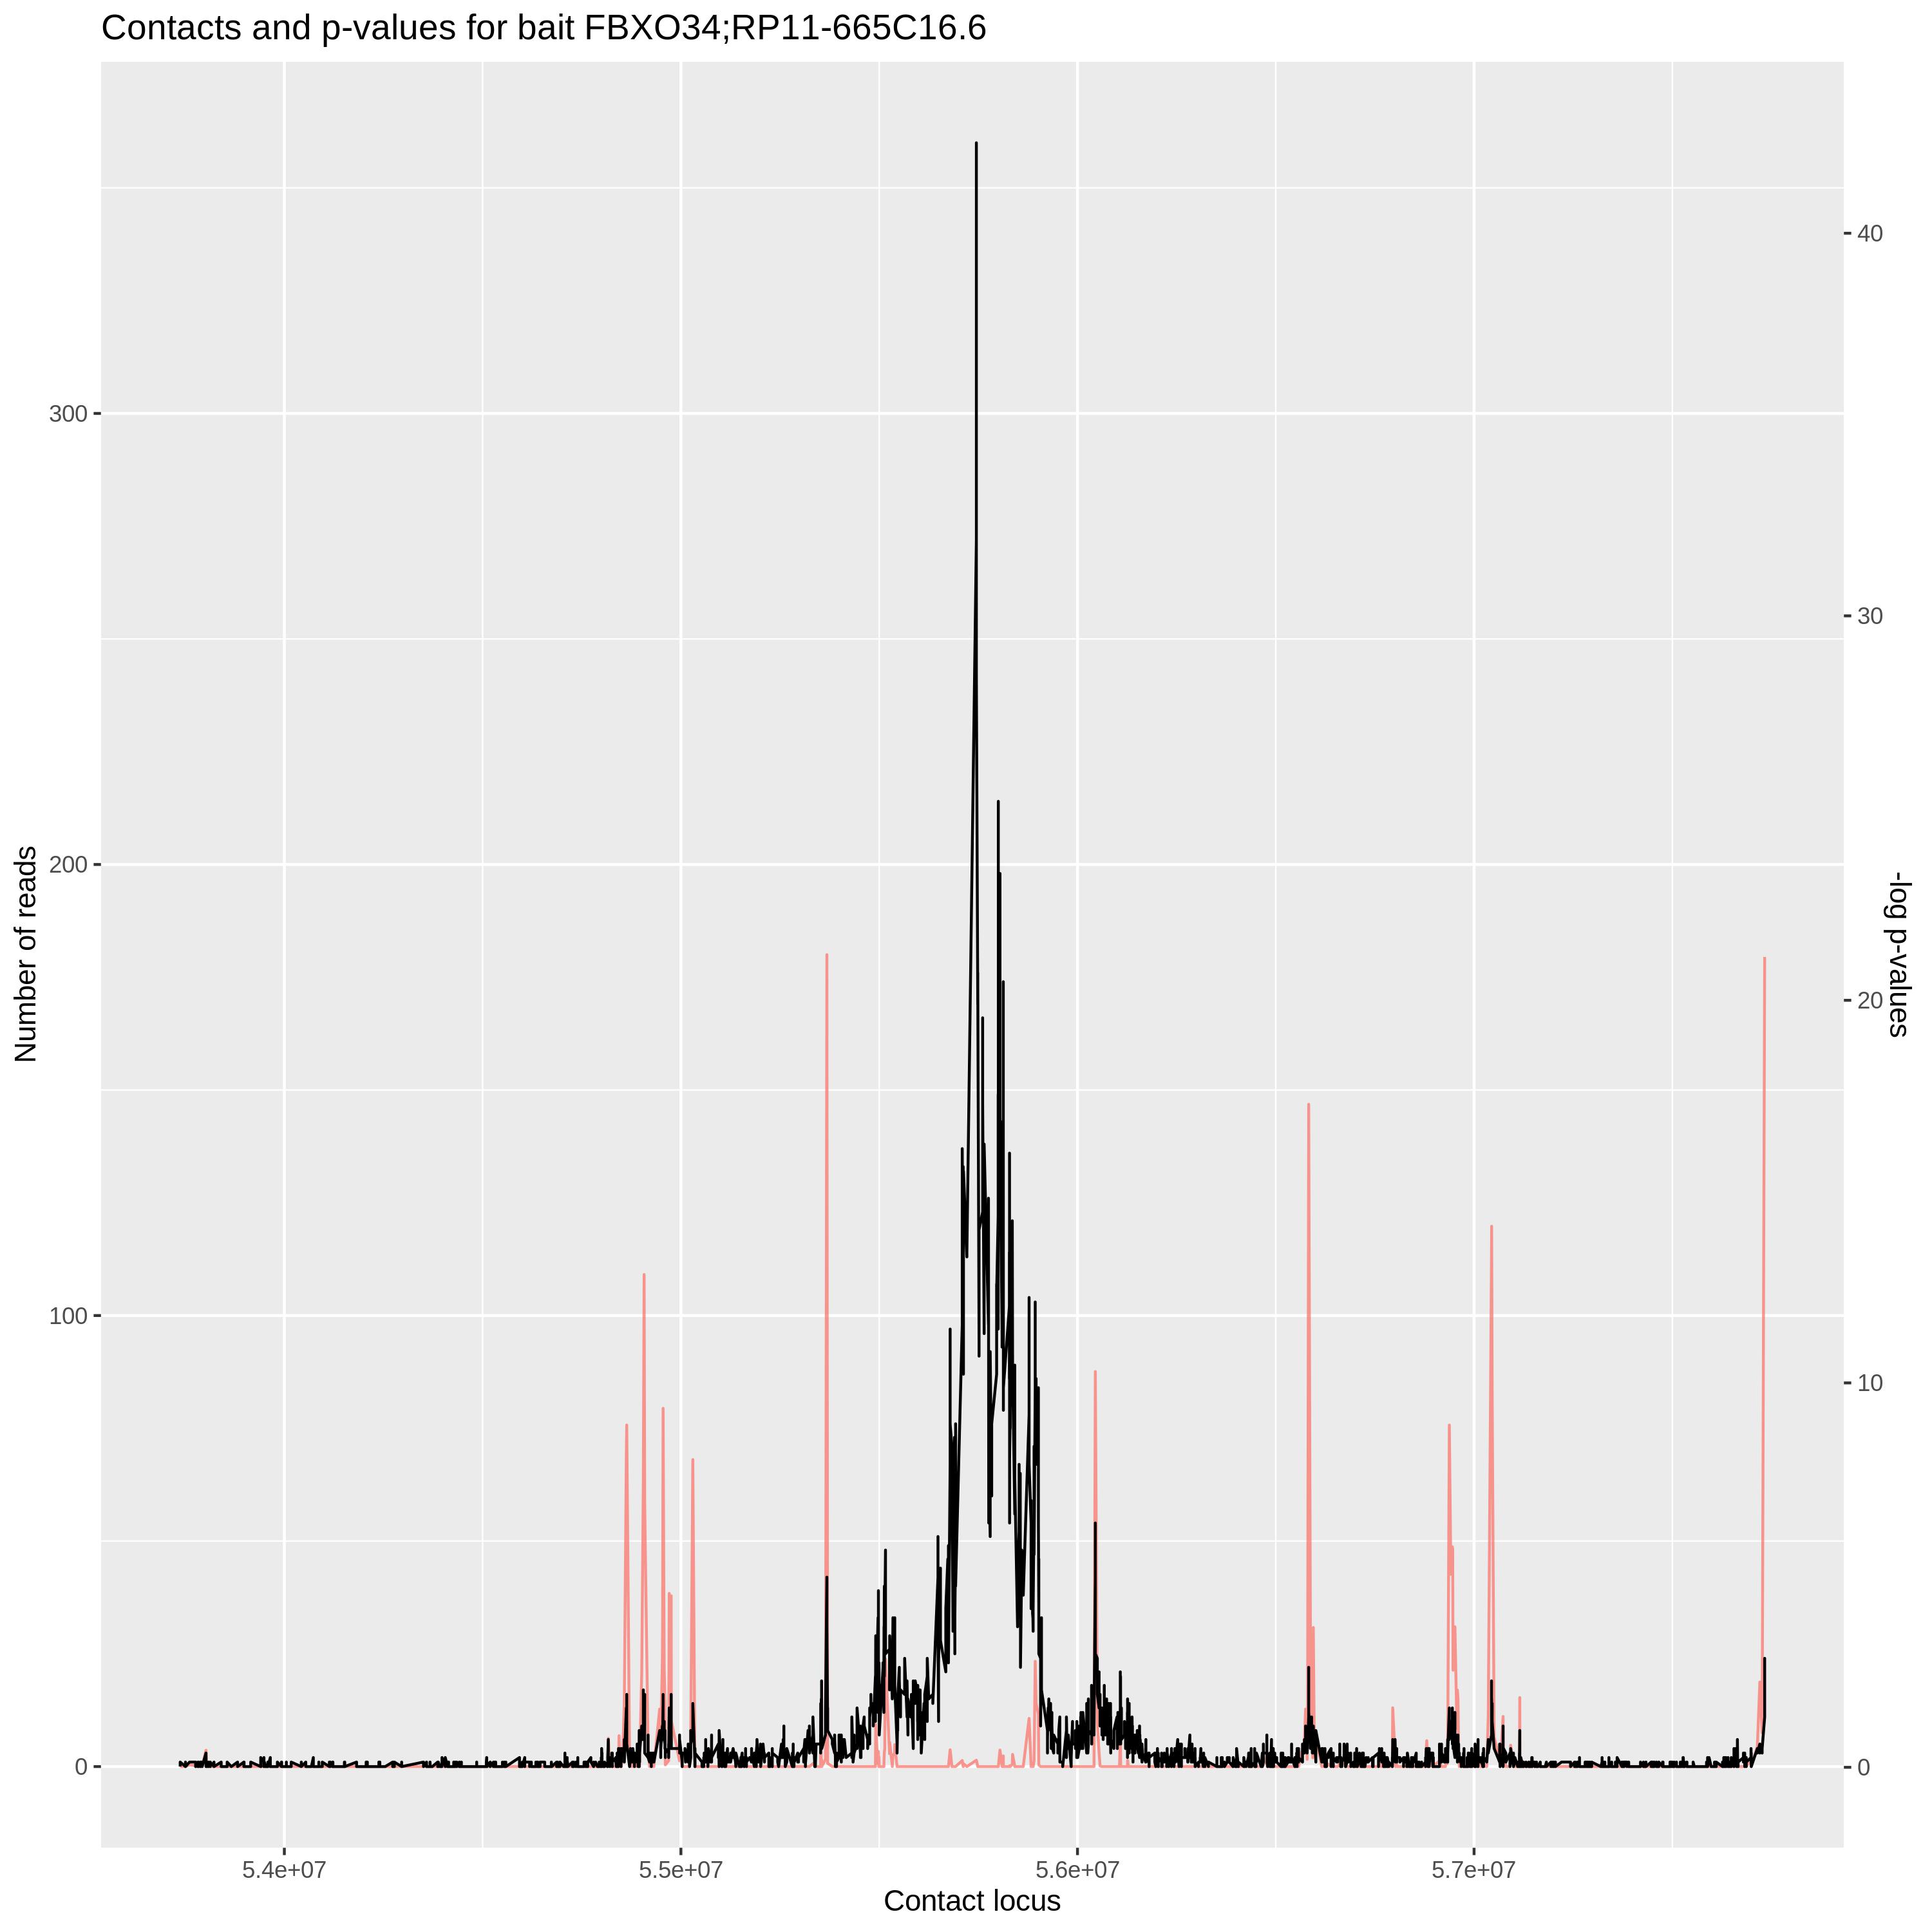 Contacts and p-values for bait FBXO34;RP11-665C16.6
Number of reads
300
200
100
0
40
30
20
10
0
-log p-values
5.4e+07 5.5e+07 5.6e+07 5.7e+07
Contact locus